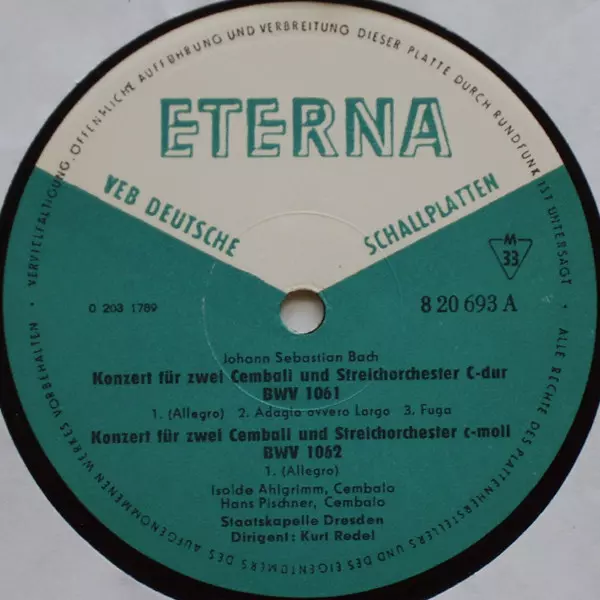 VERVIELFÄLTIGUNG, ÖFFENTLICHE AUFFÜHRUNG UND VERBREITUNG DIESER PLATTE DURCH RUNDFUNK IST UNTERSAGT · ALLE RECHTE DES PLATTENHERSTELLERS UND DES EIGENTÜMERS DES AUFGENOMMENEN WERKES VORBEHALTEN ·
ETERNA
VEB DEUTSCHE SCHALLPLATTEN
M
33
0 203 1789
8 20 693 A
Johann Sebastian Bach
Konzert für zwei Cembali und Streichorchester C-dur
BWV 1061
1. (Allegro) 2. Adagio ovvero Largo 3. Fuga
Konzert für zwei Cembali und Streichorchester c-moll
BWV 1062
1. (Allegro)
Isolde Ahlgrimm, Cembalo
Hans Pischner, Cembalo
Staatskapelle Dresden
Dirigent: Kurt Redel